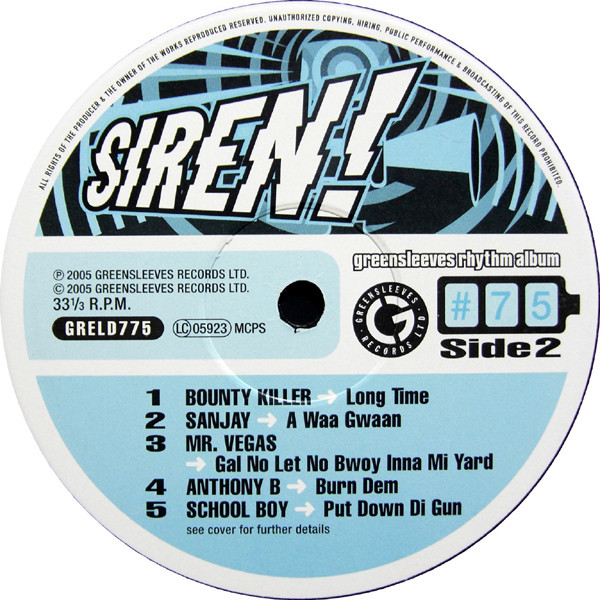 ALL RIGHTS OF THE PRODUCER & THE OWNER OF THE WORKS REPRODUCED RESERVED. UNAUTHORIZED COPYING, HIRING, PUBLIC PERFORMANCE & BROADCASTING OF THIS RECORD PROHIBITED.
SIREN!
greensleeves rhythm album
℗ 2005 GREENSLEEVES RECORDS LTD.
© 2005 GREENSLEEVES RECORDS LTD.
33 1/3 R.P.M.
GRELD775
LC 05923 MCPS
GREENSLEEVES RECORDS LTD
G
#75
Side 2
1 BOUNTY KILLER → Long Time
2 SANJAY → A Waa Gwaan
3 MR. VEGAS
→ Gal No Let No Bwoy Inna Mi Yard
4 ANTHONY B → Burn Dem
5 SCHOOL BOY → Put Down Di Gun
see cover for further details